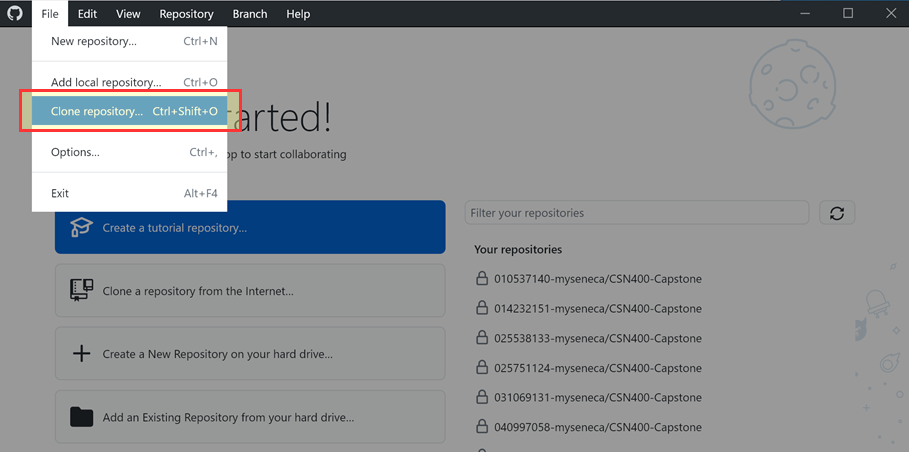 File Edit View Repository Branch Help
New repository... Ctrl+N
Add local repository... Ctrl+O
Clone repository... Ctrl+Shift+O
Options... Ctrl+,
Exit Alt+F4
arted!
pp to start collaborating
Create a tutorial repository...
Clone a repository from the Internet...
Create a New Repository on your hard drive...
Add an Existing Repository from your hard drive...
Filter your repositories
Your repositories
010537140-myseneca/CSN400-Capstone
014232151-myseneca/CSN400-Capstone
025538133-myseneca/CSN400-Capstone
025751124-myseneca/CSN400-Capstone
031069131-myseneca/CSN400-Capstone
040997058-myseneca/CSN400-Capstone